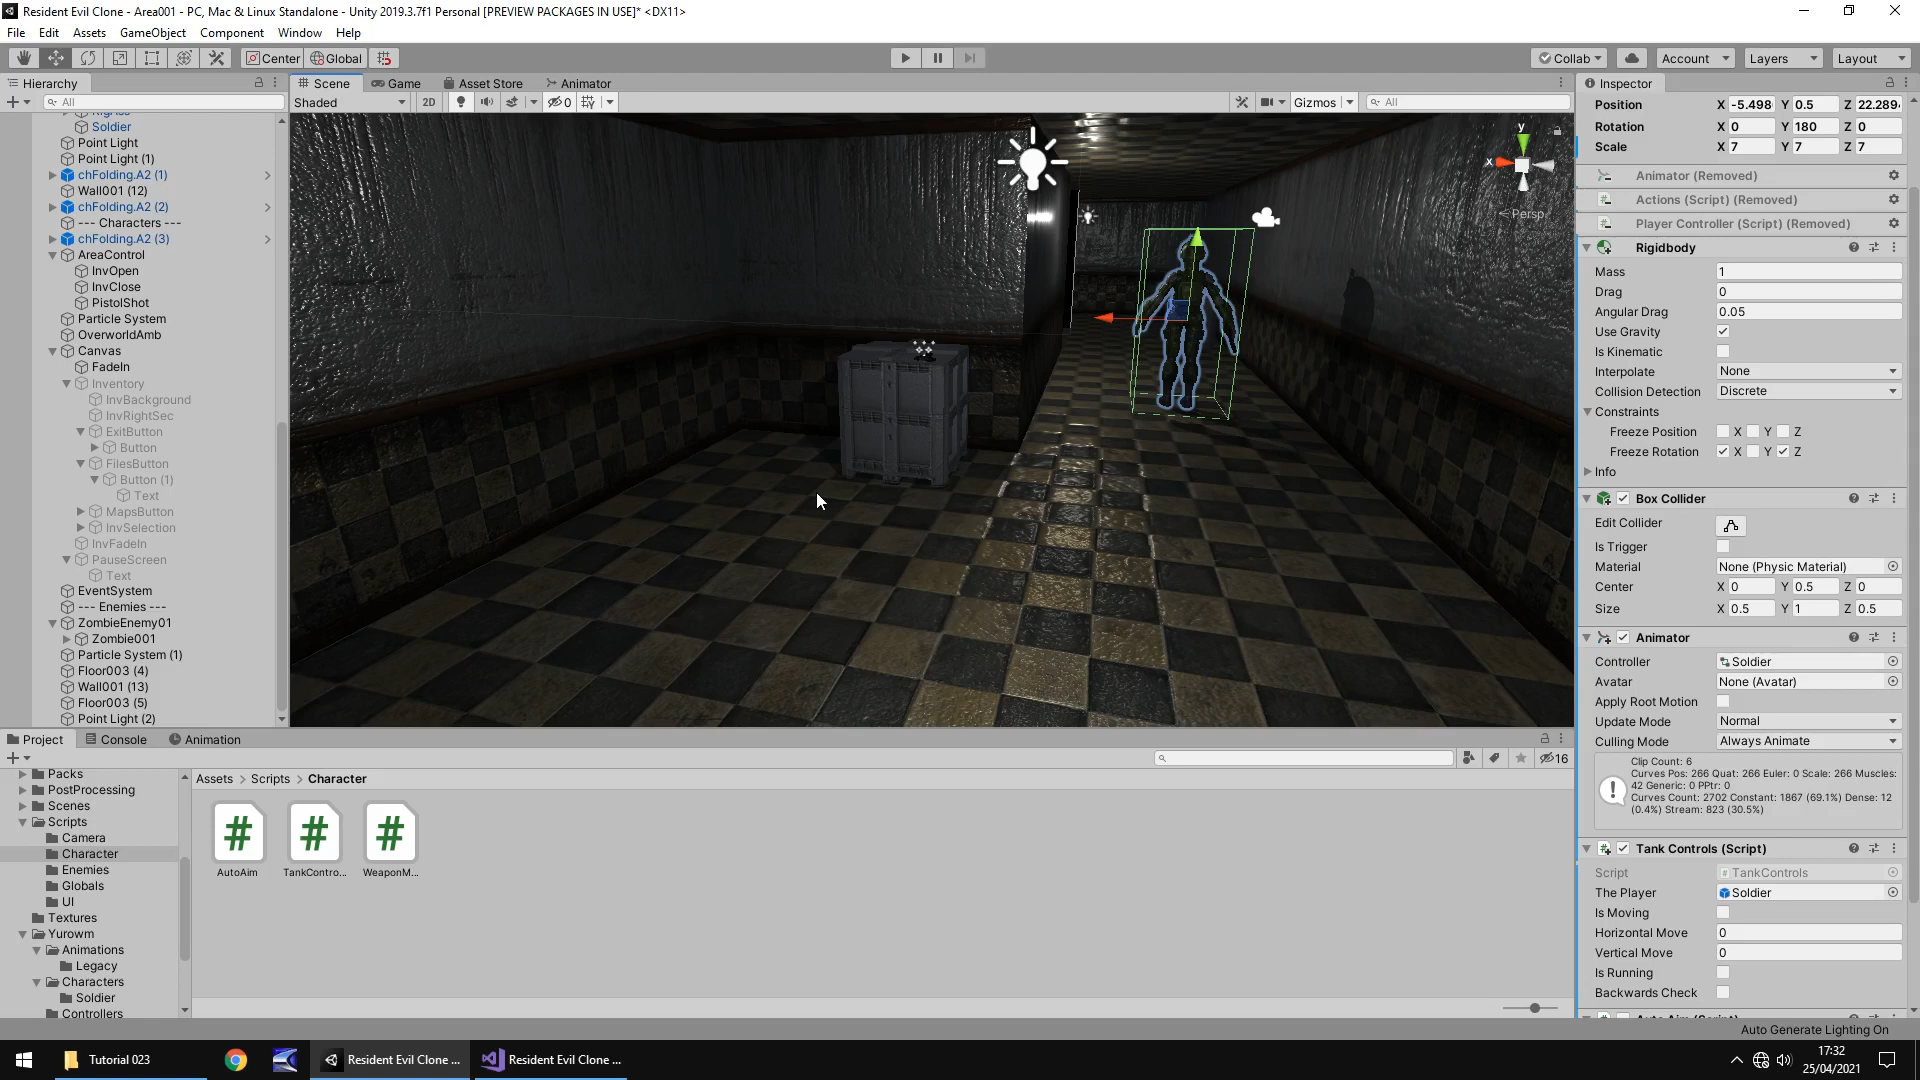 Resident Evil Clone - Area001 - PC, Mac & Linux Standalone - Unity 2019.3.7f1 Personal [PREVIEW PACKAGES IN USE]* <DX11>
File Edit Assets GameObject Component Window Help
Center Global Collab Account Layers Layout
Hierarchy
All
Soldier
Point Light
Point Light (1)
chFolding.A2 (1)
Wall001 (12)
chFolding.A2 (2)
--- Characters ---
chFolding.A2 (3)
AreaControl
InvOpen
InvClose
PistolShot
Particle System
OverworldAmb
Canvas
FadeIn
Inventory
InvBackground
InvRightSec
ExitButton
Button
FilesButton
Button (1)
Text
MapsButton
InvSelection
InvFadeIn
PauseScreen
Text
EventSystem
--- Enemies ---
ZombieEnemy01
Zombie001
Particle System (1)
Floor003 (4)
Wall001 (13)
Floor003 (5)
Point Light (2)
Scene Game Asset Store Animator
Shaded 2D 0 Gizmos All
y
x
Persp
Inspector
Position X -5.498 Y 0.5 Z 22.289
Rotation X 0 Y 180 Z 0
Scale X 7 Y 7 Z 7
Animator (Removed)
Actions (Script) (Removed)
Player Controller (Script) (Removed)
Rigidbody
Mass 1
Drag 0
Angular Drag 0.05
Use Gravity
Is Kinematic
Interpolate None
Collision Detection Discrete
Constraints
Freeze Position X Y Z
Freeze Rotation X Y Z
Info
Box Collider
Edit Collider
Is Trigger
Material None (Physic Material)
Center X 0 Y 0.5 Z 0
Size X 0.5 Y 1 Z 0.5
Animator
Controller Soldier
Avatar None (Avatar)
Apply Root Motion
Update Mode Normal
Culling Mode Always Animate
Clip Count: 6
Curves Pos: 266 Quat: 266 Euler: 0 Scale: 266 Muscles:
42 Generic: 0 PPtr: 0
Curves Count: 2702 Constant: 1867 (69.1%) Dense: 12
(0.4%) Stream: 823 (30.5%)
Tank Controls (Script)
Script TankControls
The Player Soldier
Is Moving
Horizontal Move 0
Vertical Move 0
Is Running
Backwards Check
Project Console Animation
16
Packs
PostProcessing
Scenes
Scripts
Camera
Character
Enemies
Globals
UI
Textures
Yurowm
Animations
Legacy
Characters
Soldier
Controllers
Assets > Scripts > Character
AutoAim TankContro... WeaponM...
Auto Generate Lighting On
Tutorial 023 Resident Evil Clone ... Resident Evil Clone ...
17:32
25/04/2021